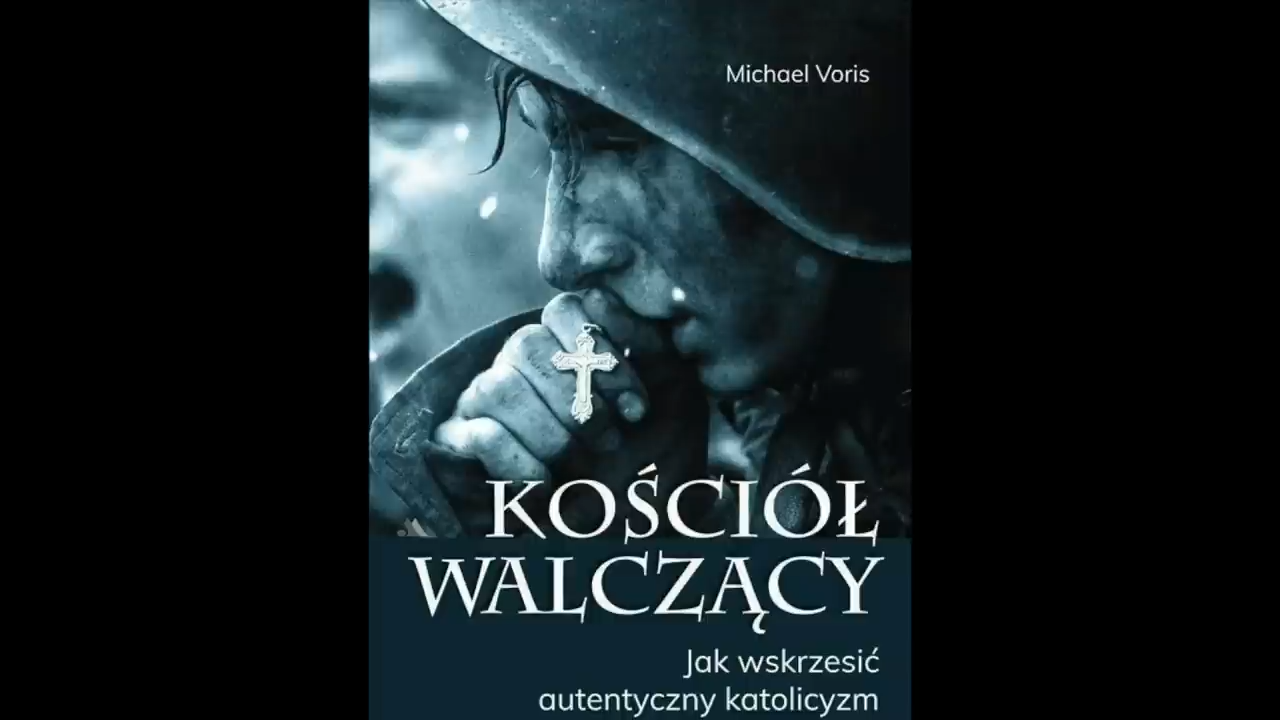 Michael Voris
KOŚCIÓŁ
WALCZĄCY
Jak wskrzesić
autentyczny katolicyzm